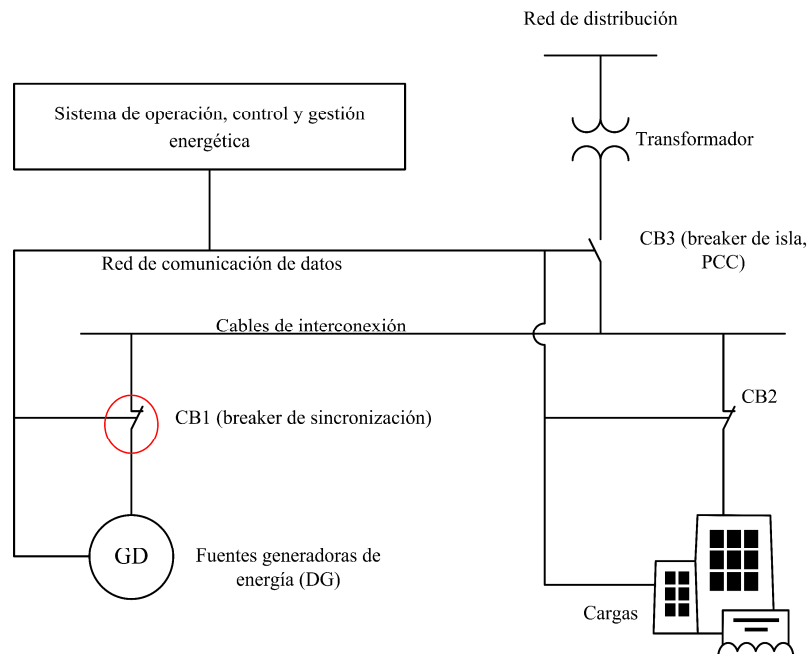 Red de distribución
Sistema de operación, control y gestión
energética
Transformador
CB3 (breaker de isla,
PCC)
Red de comunicación de datos
Cables de interconexión
CB2
CB1 (breaker de sincronización)
GD
Fuentes generadoras de
energía (DG)
Cargas